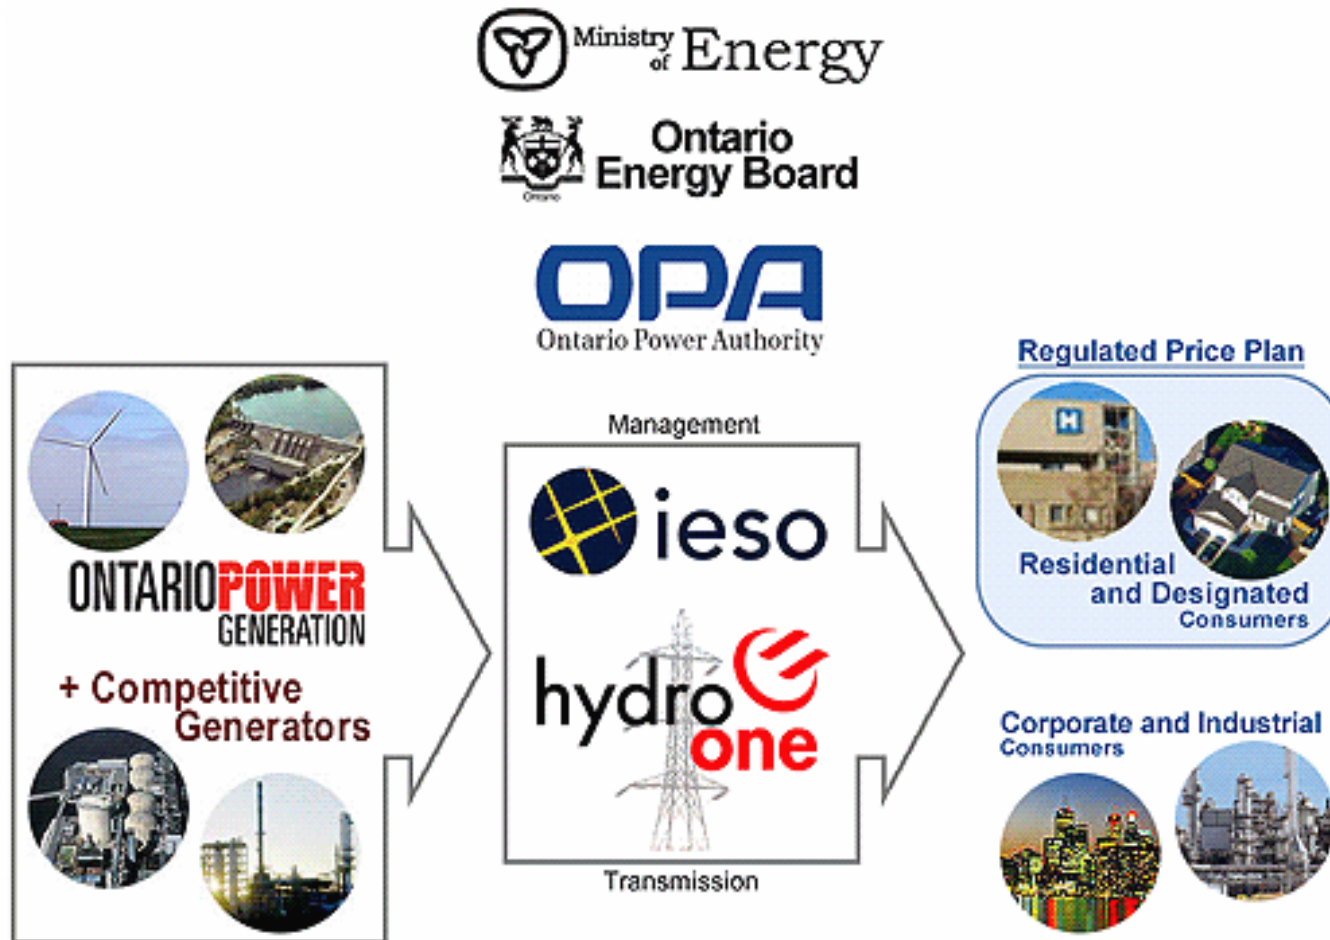 Ministry of Energy
Ontario
Energy Board
Ontario
OPA
Ontario Power Authority
ONTARIOPOWER
GENERATION
+ Competitive
Generators
Management
ieso
hydro
one
Transmission
Regulated Price Plan
H
Residential
and Designated
Consumers
Corporate and Industrial
Consumers